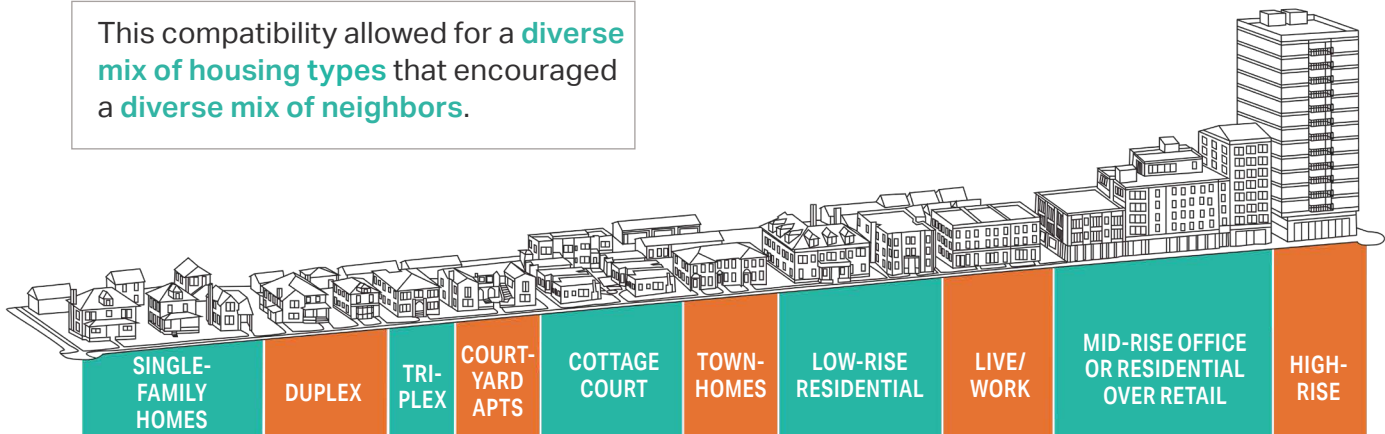 This compatibility allowed for a diverse
mix of housing types that encouraged
a diverse mix of neighbors.
SINGLE-
FAMILY
HOMES
DUPLEX
TRI-
PLEX
COURT-
YARD
APTS
COTTAGE
COURT
TOWN-
HOMES
LOW-RISE
RESIDENTIAL
LIVE/
WORK
MID-RISE OFFICE
OR RESIDENTIAL
OVER RETAIL
HIGH-
RISE